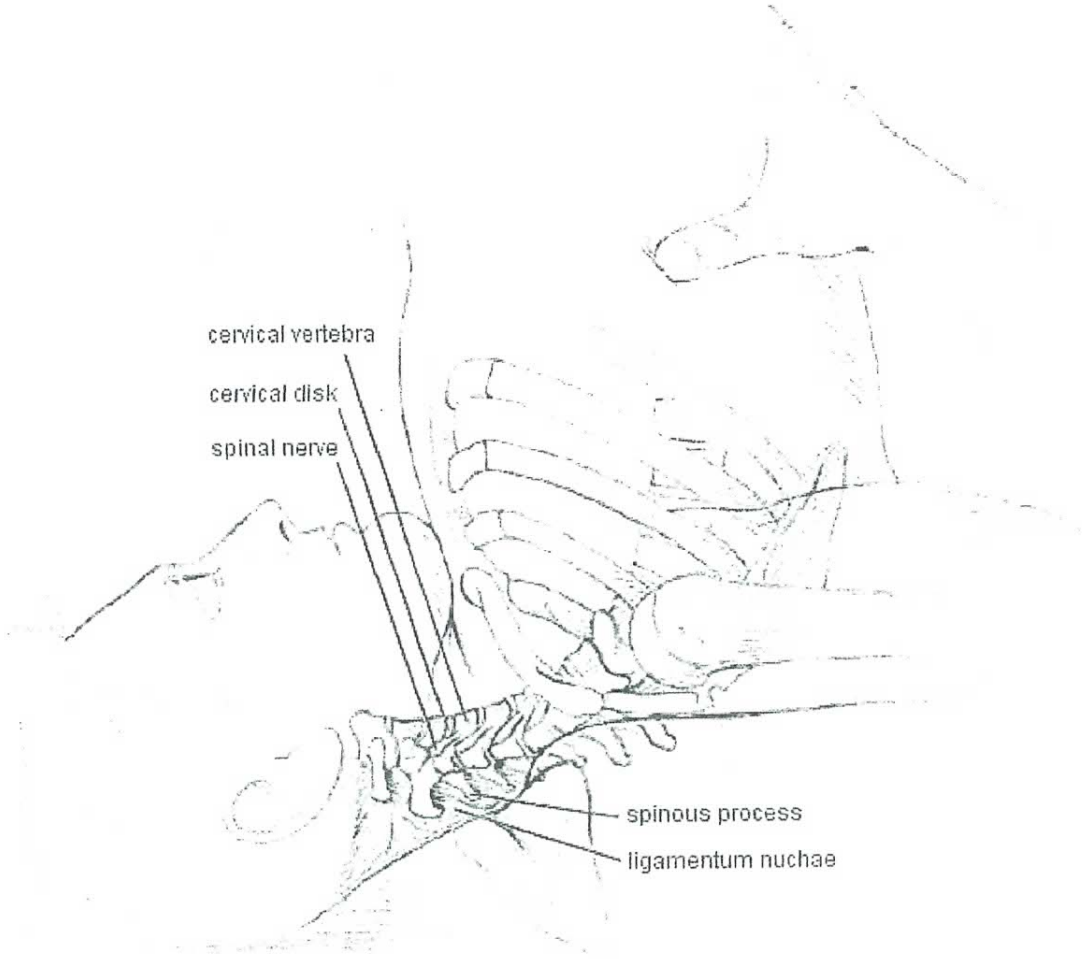 cervical vertebra
cervical disk
spinal nerve
spinous process
ligamentum nuchae